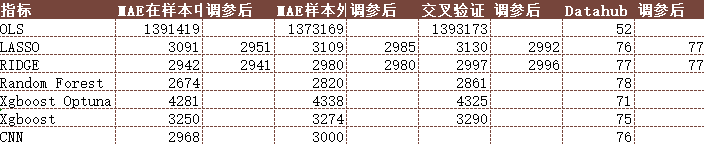 指标 MAE在样本中 调参后 MAE样本外 调参后 交叉验证 调参后 Datahub 调参后
OLS 1391419 1373169 1393173 52
LASSO 3091 2951 3109 2985 3130 2992 76 77
RIDGE 2942 2941 2980 2980 2997 2996 77 77
Random Forest 2674 2820 2861 78
Xgboost Optuna 4281 4338 4325 71
Xgboost 3250 3274 3290 75
CNN 2968 3000 76